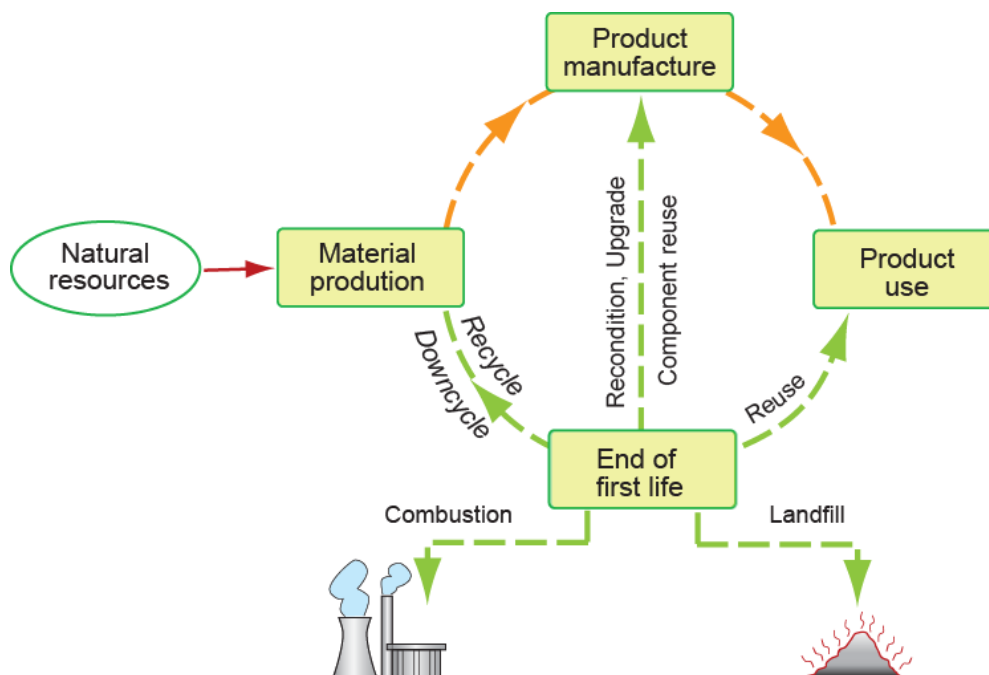 Product
manufacture
Natural
resources
Material
prodution
Recondition, Upgrade
Component reuse
Product
use
Recycle
Downcycle
Reuse
End of
first life
Combustion
Landfill